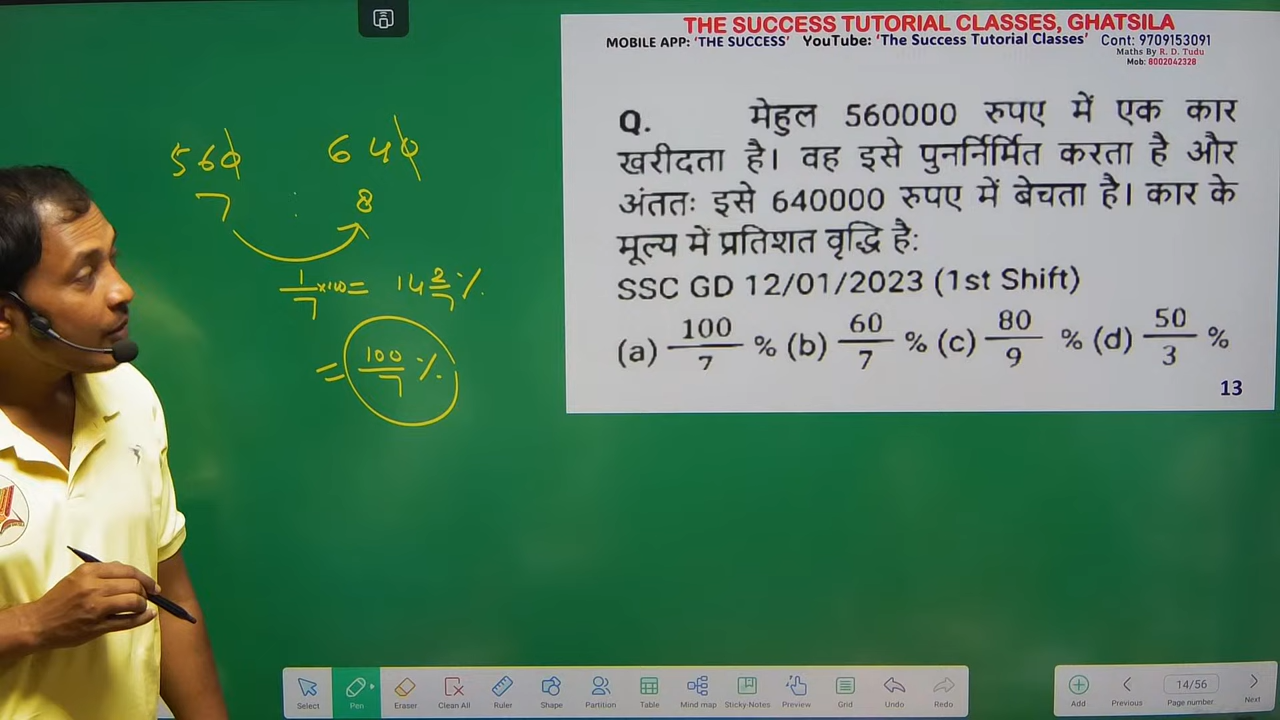 THE SUCCESS TUTORIAL CLASSES, GHATSILA
MOBILE APP: 'THE SUCCESS' YouTube: 'The Success Tutorial Classes' Cont: 9709153091
Maths By R. D. Tudu
Mob: 8002042328
Q. मेहुल 560000 रुपए में एक कार
खरीदता है। वह इसे पुनर्निर्मित करता है और
अंततः इसे 640000 रुपए में बेचता है। कार के
मूल्य में प्रतिशत वृद्धि है:
SSC GD 12/01/2023 (1st Shift)
(a) 100/7 % (b) 60/7 % (c) 80/9 % (d) 50/3 %
13
560 640
7 : 8
1/7 ×100 = 14 2/7 %
= 100/7 %
Select Pen Eraser Clean All Ruler Shape Partition Table Mind map Sticky-Notes Preview Grid Undo Redo
Add Previous 14/56 Page number Next